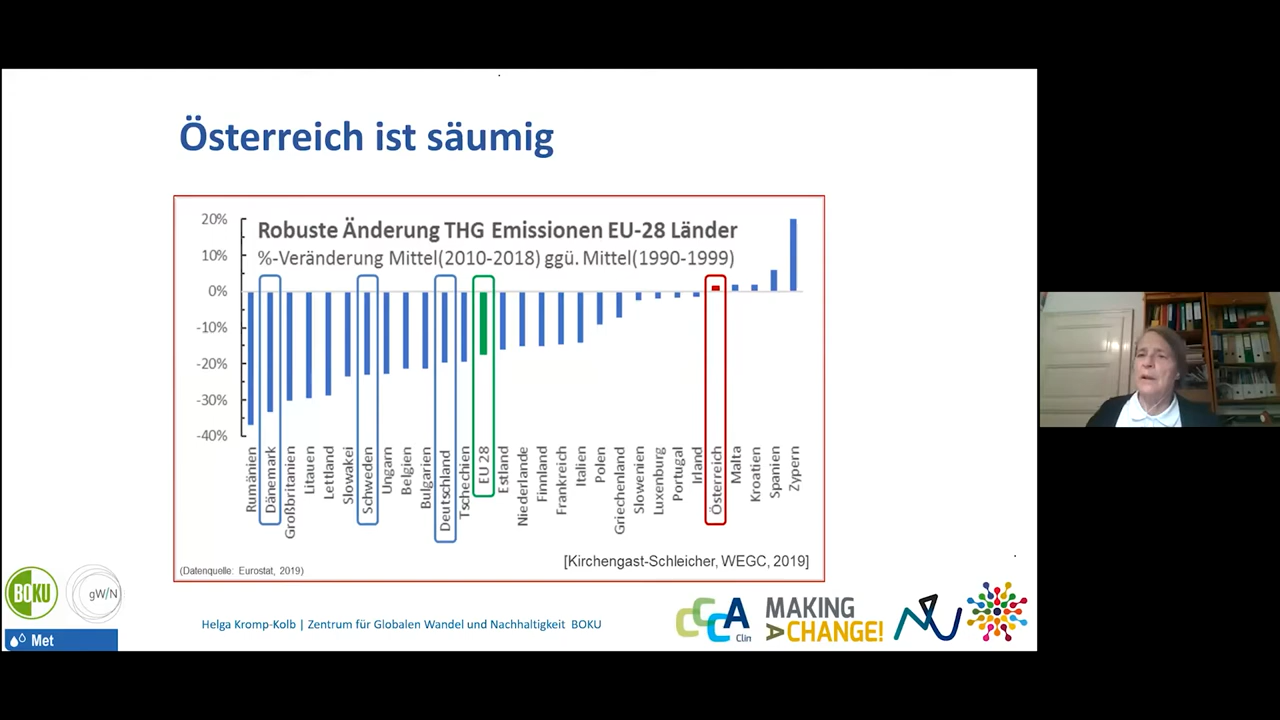 Österreich ist säumig
Robuste Änderung THG Emissionen EU-28 Länder
%-Veränderung Mittel(2010-2018) ggü. Mittel(1990-1999)
20%
10%
0%
-10%
-20%
-30%
-40%
Rumänien
Dänemark
Großbritanien
Litauen
Lettland
Slowakei
Schweden
Ungarn
Belgien
Bulgarien
Deutschland
Tschechien
EU 28
Estland
Niederlande
Finnland
Frankreich
Italien
Polen
Griechenland
Slowenien
Luxenburg
Portugal
Irland
Österreich
Malta
Kroatien
Spanien
Zypern
[Kirchengast-Schleicher, WEGC, 2019]
(Datenquelle: Eurostat, 2019)
BOKU
gW/N
Met
Helga Kromp-Kolb | Zentrum für Globalen Wandel und Nachhaltigkeit BOKU
CCCA
Clin
MAKING
A CHANGE!